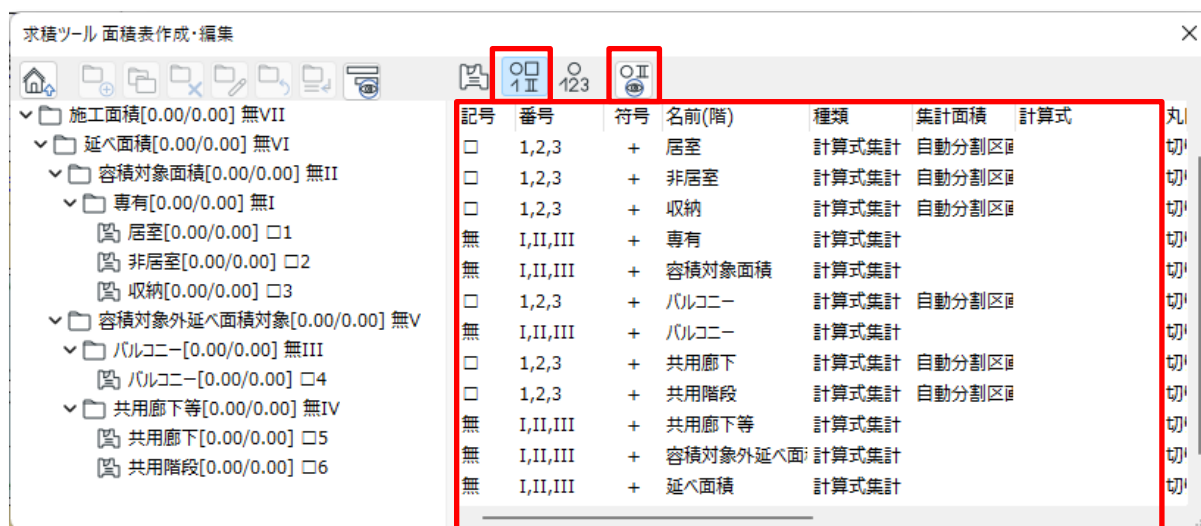 求積ツール 面積表作成・編集
施工面積[0.00/0.00] 無VII
延べ面積[0.00/0.00] 無VI
容積対象面積[0.00/0.00] 無II
専有[0.00/0.00] 無I
居室[0.00/0.00] □1
非居室[0.00/0.00] □2
収納[0.00/0.00] □3
容積対象外延べ面積対象[0.00/0.00] 無V
バルコニー[0.00/0.00] 無III
バルコニー[0.00/0.00] □4
共用廊下等[0.00/0.00] 無IV
共用廊下[0.00/0.00] □5
共用階段[0.00/0.00] □6
○□
1 II
○
123
○II
記号 番号 符号 名前(階) 種類 集計面積 計算式 丸
□ 1,2,3 + 居室 計算式集計 自動分割区画 切
□ 1,2,3 + 非居室 計算式集計 自動分割区画 切
□ 1,2,3 + 収納 計算式集計 自動分割区画 切
無 I,II,III + 専有 計算式集計 切
無 I,II,III + 容積対象面積 計算式集計 切
□ 1,2,3 + バルコニー 計算式集計 自動分割区画 切
無 I,II,III + バルコニー 計算式集計 切
□ 1,2,3 + 共用廊下 計算式集計 自動分割区画 切
□ 1,2,3 + 共用階段 計算式集計 自動分割区画 切
無 I,II,III + 共用廊下等 計算式集計 切
無 I,II,III + 容積対象外延べ面 計算式集計 切
無 I,II,III + 延べ面積 計算式集計 切